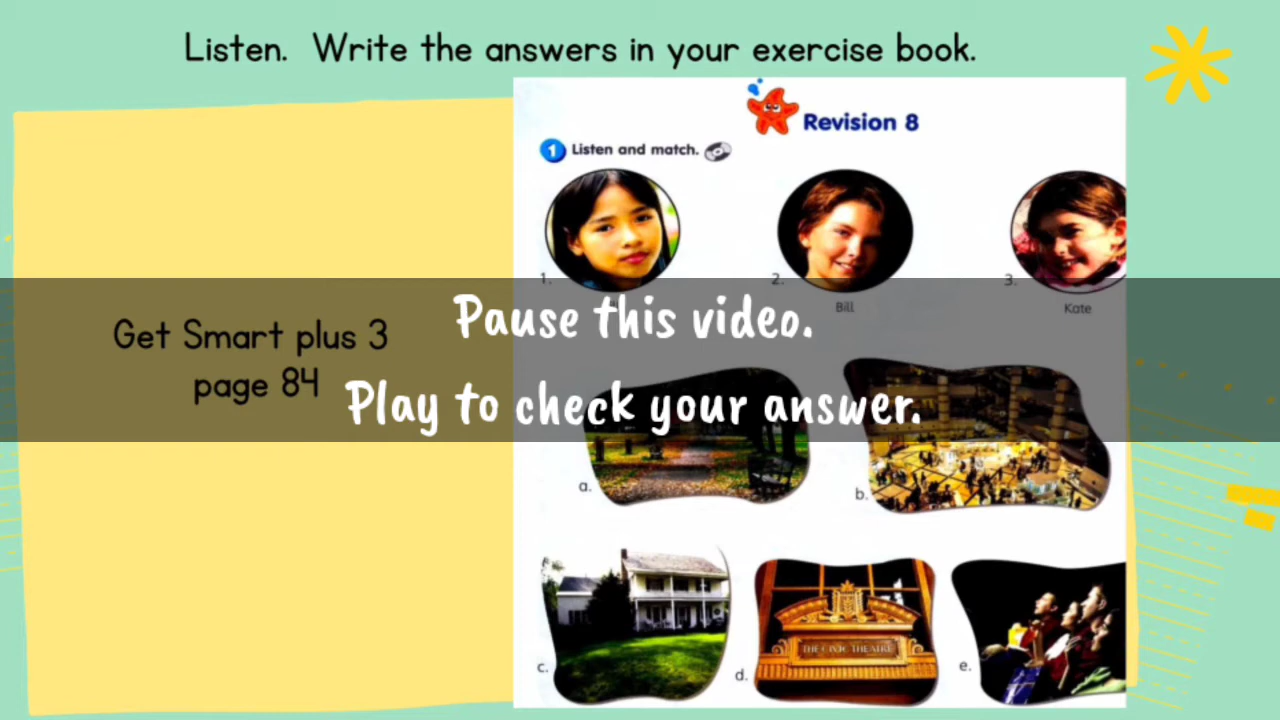 Listen. Write the answers in your exercise book.
Revision 8
1 Listen and match.
1.
2.
3.
Bill
Kate
Pause this video.
Get Smart plus 3
page 84
Play to check your answer.
a.
b.
c.
d.
THE CIVIC THEATRE
e.